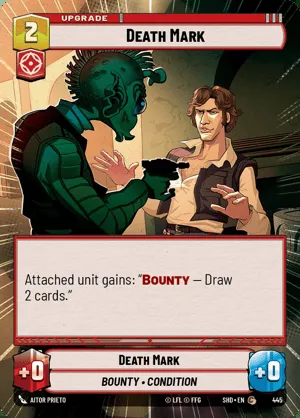 UPGRADE
2
DEATH MARK
Attached unit gains: "BOUNTY — Draw
2 cards."
+0
DEATH MARK
+0
BOUNTY • CONDITION
AITOR PRIETO
© LFL © FFG
SHD • EN
C
445